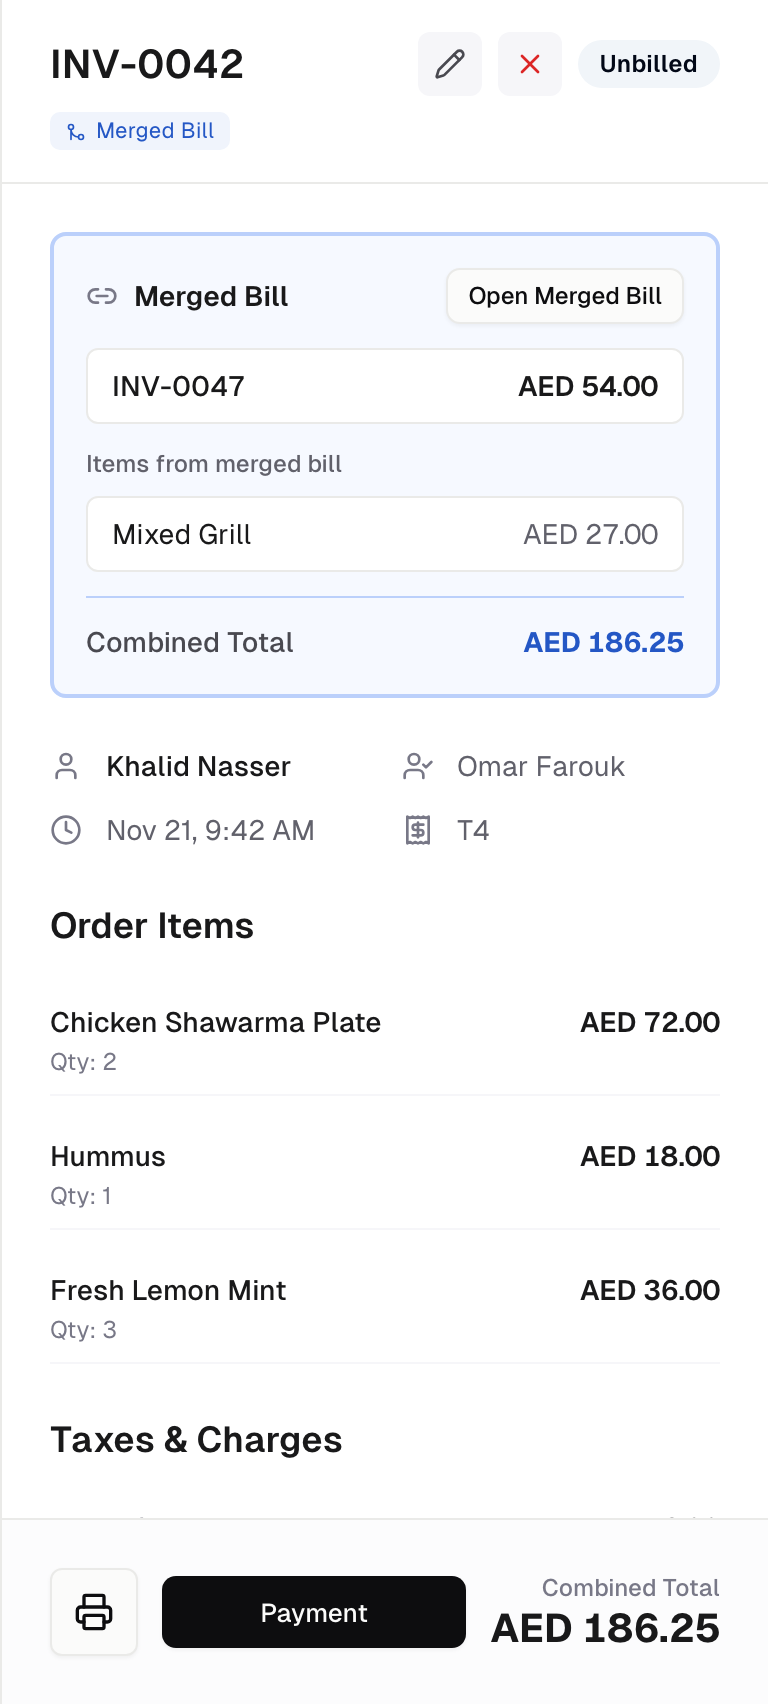 INV-0042
Unbilled
Merged Bill
Merged Bill
Open Merged Bill
INV-0047 AED 54.00
Items from merged bill
Mixed Grill AED 27.00
Combined Total AED 186.25
Khalid Nasser Omar Farouk
Nov 21, 9:42 AM T4
Order Items
Chicken Shawarma Plate AED 72.00
Qty: 2
Hummus AED 18.00
Qty: 1
Fresh Lemon Mint AED 36.00
Qty: 3
Taxes & Charges
Combined Total
Payment AED 186.25